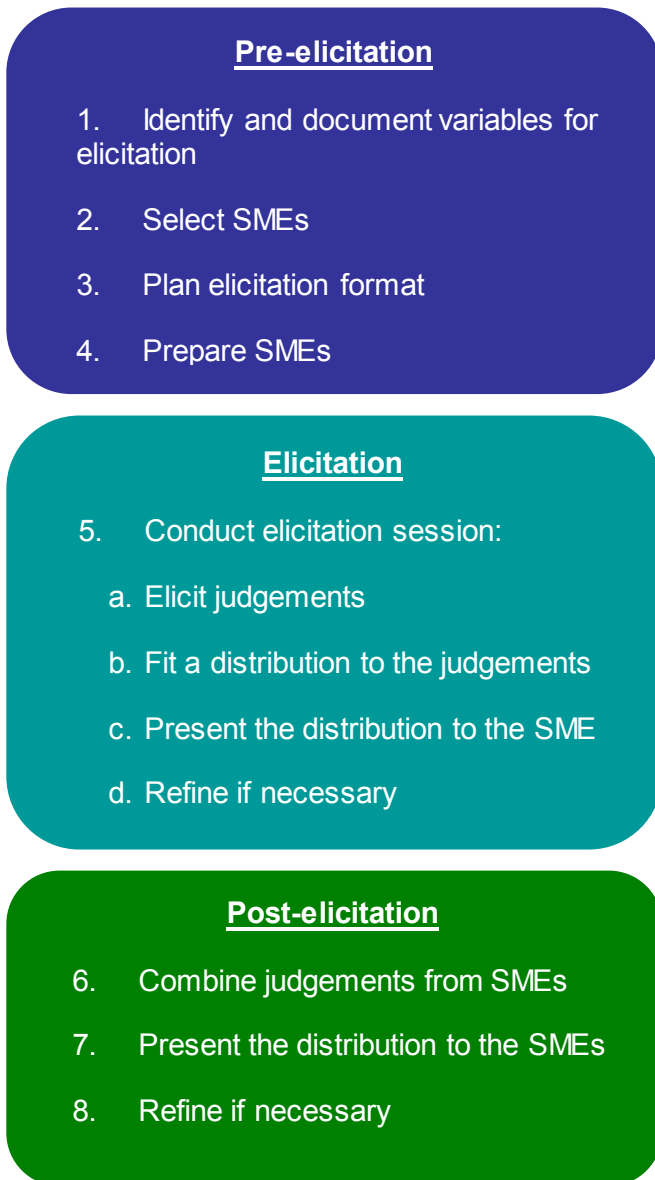 Pre-elicitation
1. Identify and document variables for
elicitation
2. Select SMEs
3. Plan elicitation format
4. Prepare SMEs
Elicitation
5. Conduct elicitation session:
a. Elicit judgements
b. Fit a distribution to the judgements
c. Present the distribution to the SME
d. Refine if necessary
Post-elicitation
6. Combine judgements from SMEs
7. Present the distribution to the SMEs
8. Refine if necessary